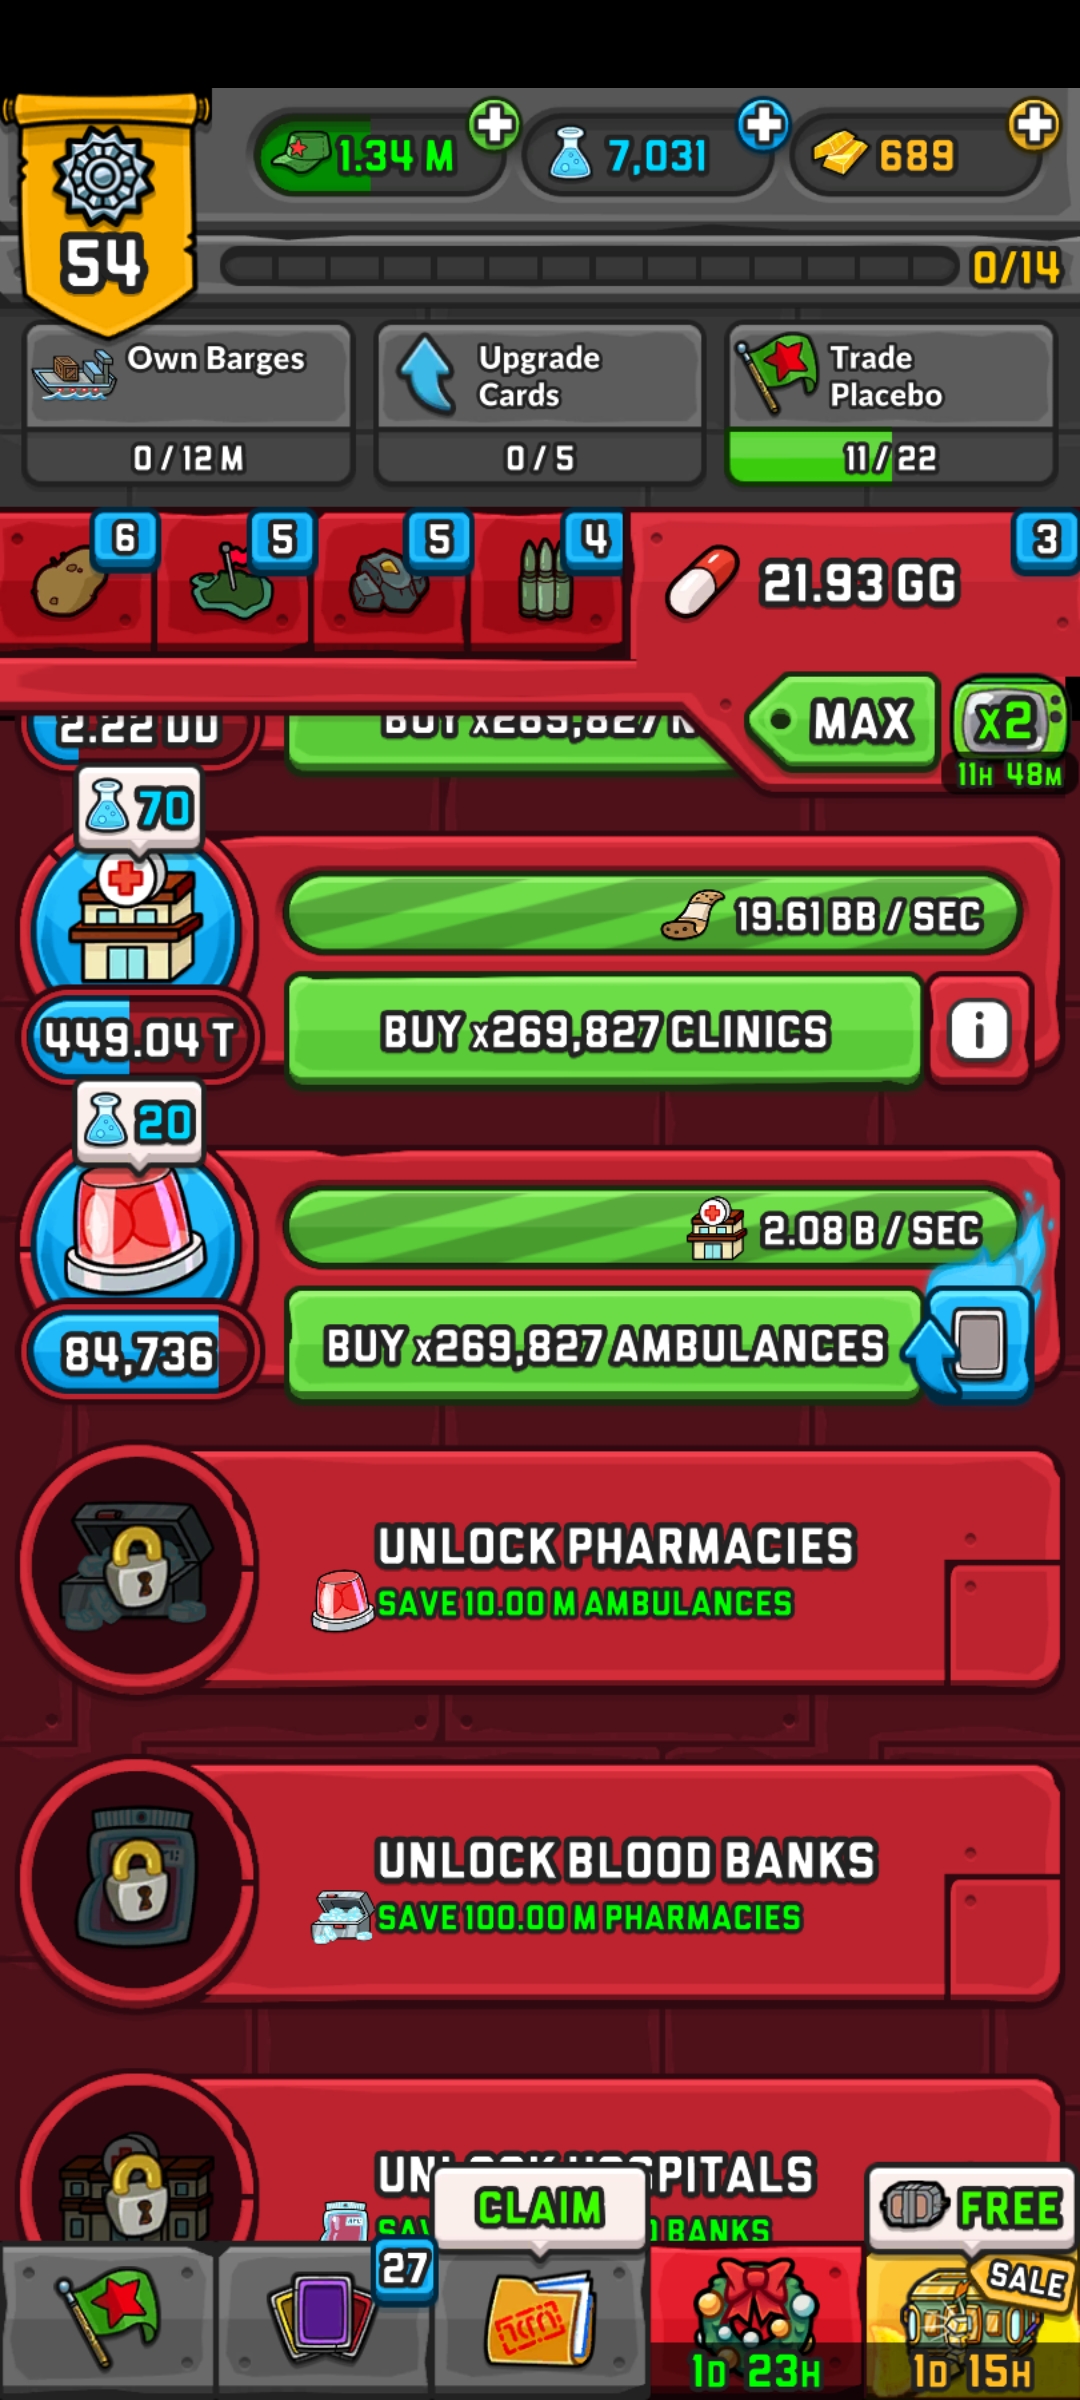 1.34 M
7,031
689
54
0/14
Own Barges
0 / 12 M
Upgrade
Cards
0 / 5
Trade
Placebo
11 / 22
6
5
5
4
3
21.93 GG
MAX
x2
11H 48M
2.22 DD
70
19.61 BB / SEC
449.04 T
BUY x269,827 CLINICS
i
20
2.08 B / SEC
84,736
BUY x269,827 AMBULANCES
UNLOCK PHARMACIES
SAVE 10.00 M AMBULANCES
UNLOCK BLOOD BANKS
SAVE 100.00 M PHARMACIES
CLAIM
FREE
27
SALE
1D 23H
1D 15H